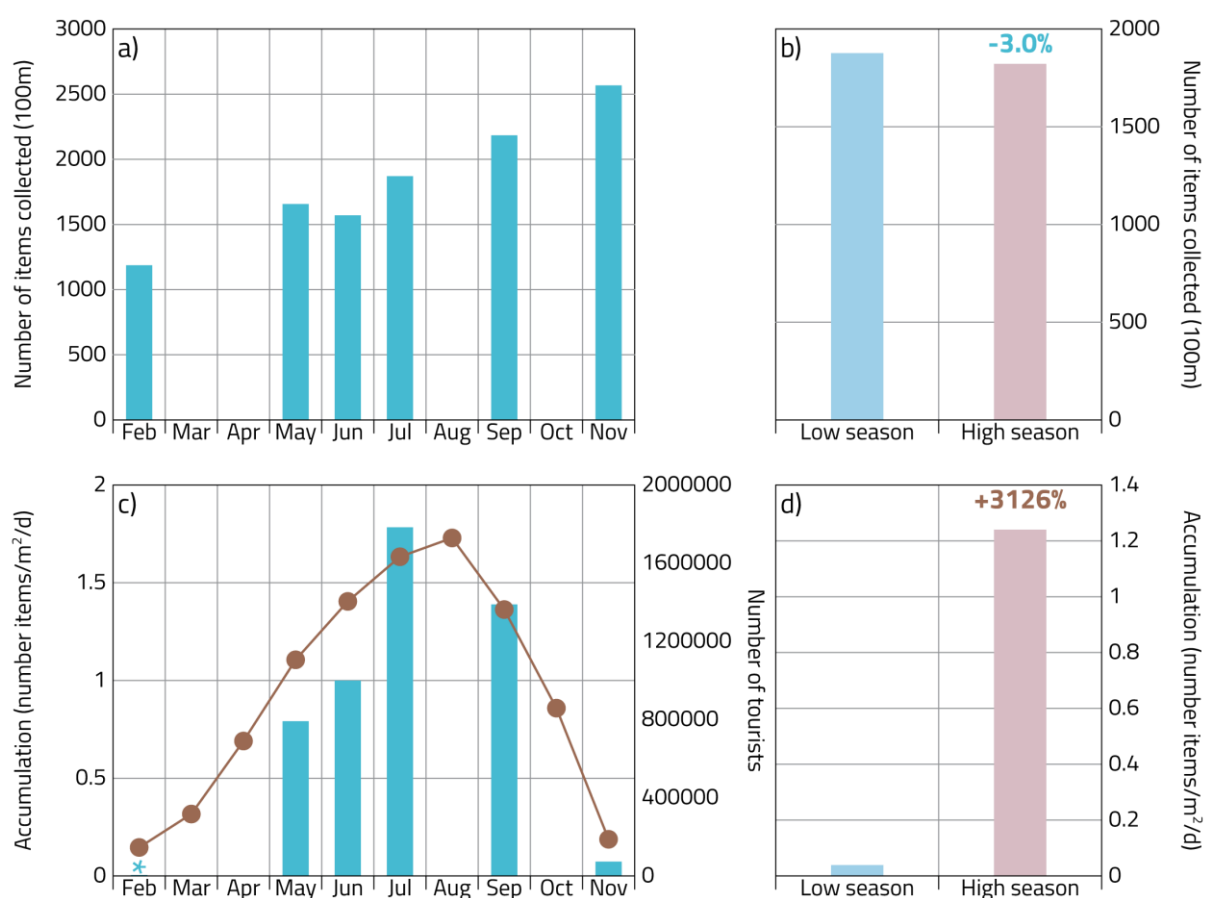 a)
Number of items collected (100m)
3000
2500
2000
1500
1000
500
0
Feb Mar Apr May Jun Jul Aug Sep Oct Nov
b)
-3.0%
2000
1500
1000
500
0
Number of items collected (100m)
Low season High season
c)
Accumulation (number items/m²/d)
2
1.5
1
0.5
0
*
2000000
1600000
1200000
800000
400000
0
Number of tourists
Feb Mar Apr May Jun Jul Aug Sep Oct Nov
d)
+3126%
1.4
1.2
1
0.8
0.6
0.4
0.2
0
Accumulation (number items/m²/d)
Low season High season